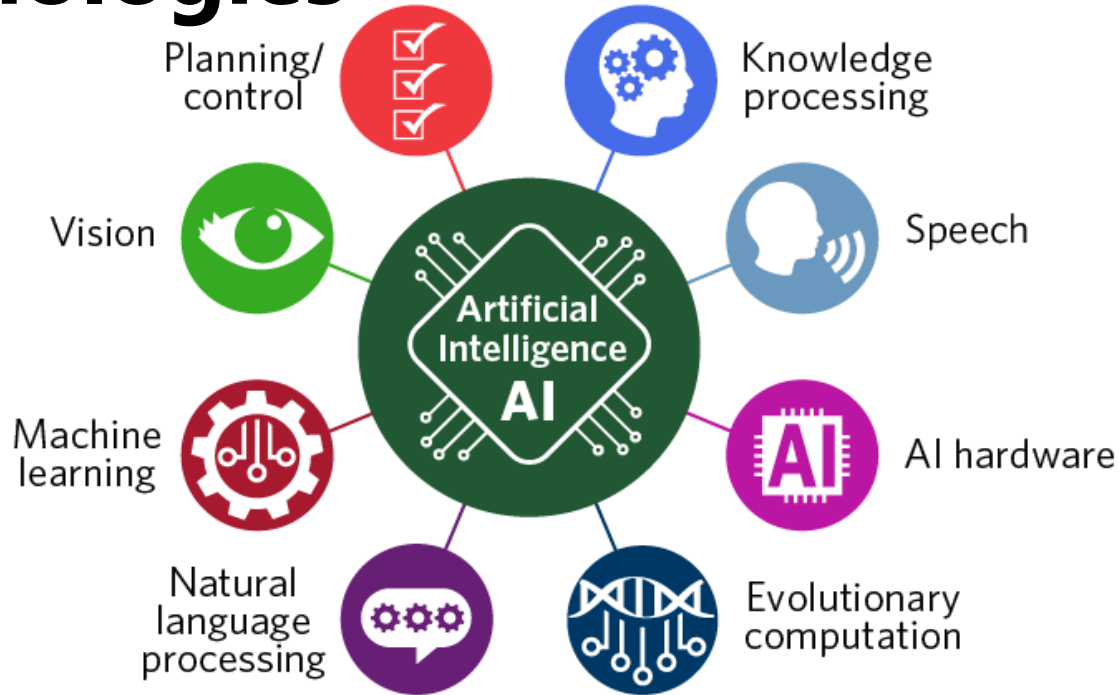 Planning/
control
Knowledge
processing
Vision
Speech
Artificial
Intelligence
AI
Machine
learning
AI
AI hardware
Natural
language
processing
Evolutionary
computation